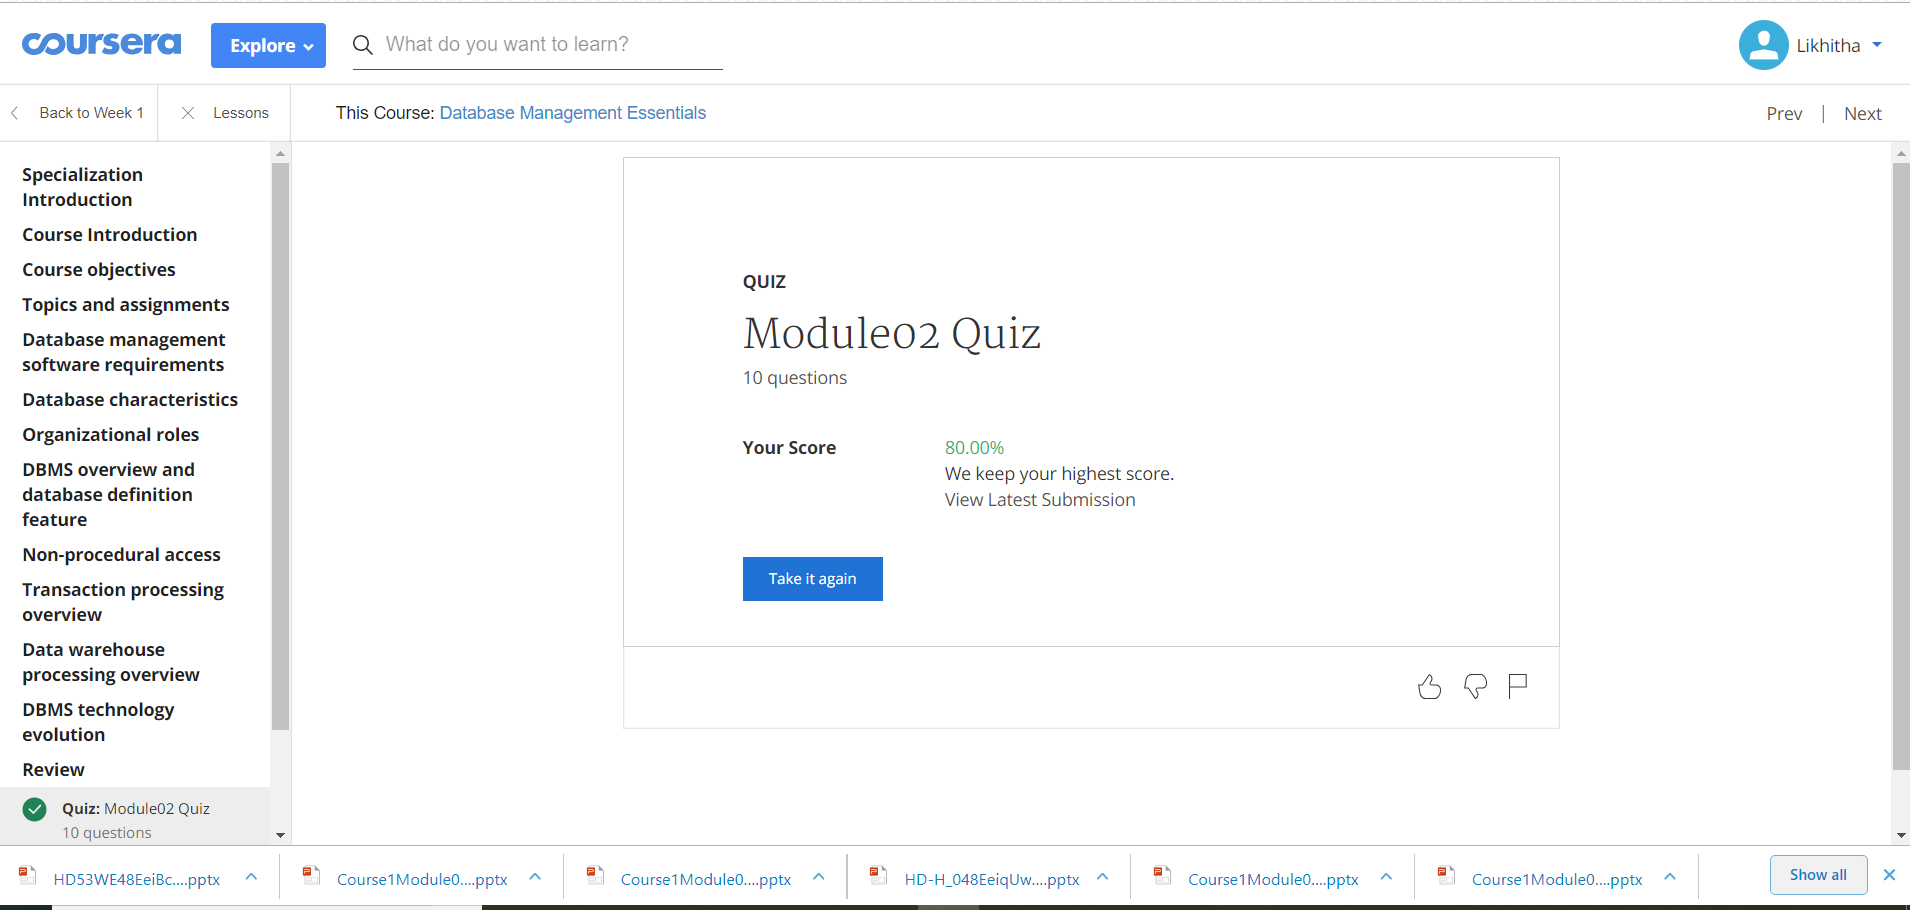 coursera
Explore
What do you want to learn?
Likhitha
Back to Week 1
Lessons
This Course: Database Management Essentials
Prev | Next
Specialization
Introduction
Course Introduction
Course objectives
Topics and assignments
Database management
software requirements
Database characteristics
Organizational roles
DBMS overview and
database definition
feature
Non-procedural access
Transaction processing
overview
Data warehouse
processing overview
DBMS technology
evolution
Review
Quiz: Module02 Quiz
10 questions
QUIZ
Module02 Quiz
10 questions
Your Score
80.00%
We keep your highest score.
View Latest Submission
Take it again
HD53WE48EeiBc....pptx
Course1Module0....pptx
Course1Module0....pptx
HD-H_048EeiqUw....pptx
Course1Module0....pptx
Course1Module0....pptx
Show all